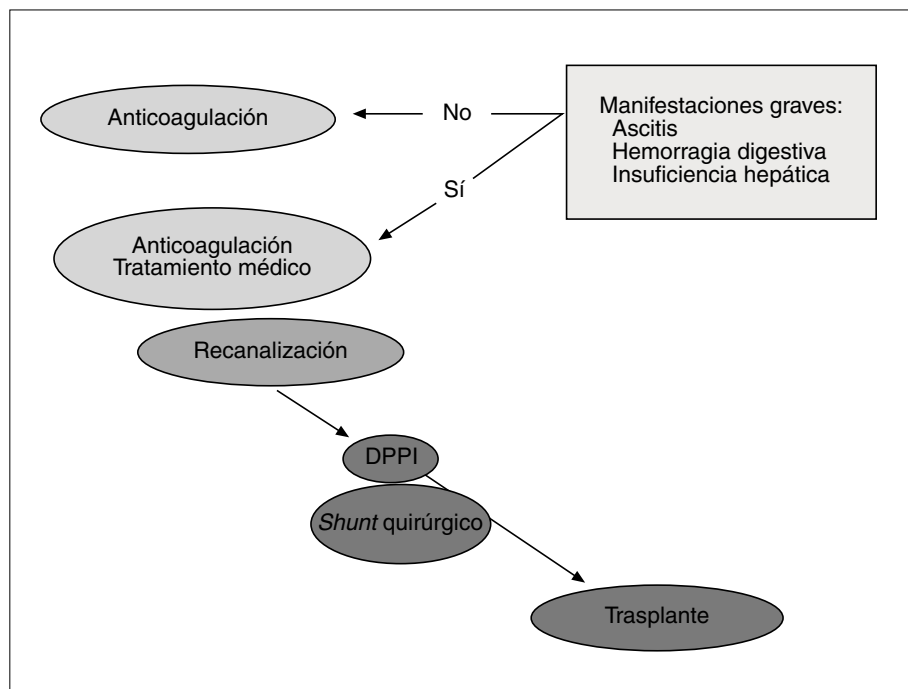 Manifestaciones graves:
Ascitis
Hemorragia digestiva
Insuficiencia hepática
No
Anticoagulación
Sí
Anticoagulación
Tratamiento médico
Recanalización
DPPI
Shunt quirúrgico
Trasplante